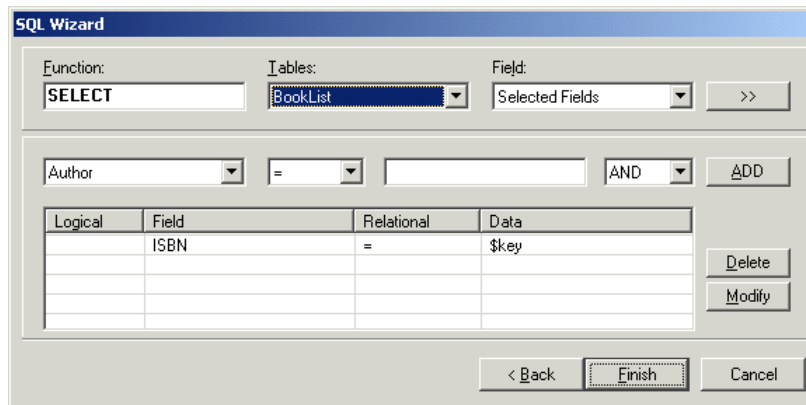 SQL Wizard
Function: Tables: Field:
SELECT BookList Selected Fields >>
Author = AND ADD
Logical Field Relational Data
ISBN = $key
Delete
Modify
< Back Finish Cancel